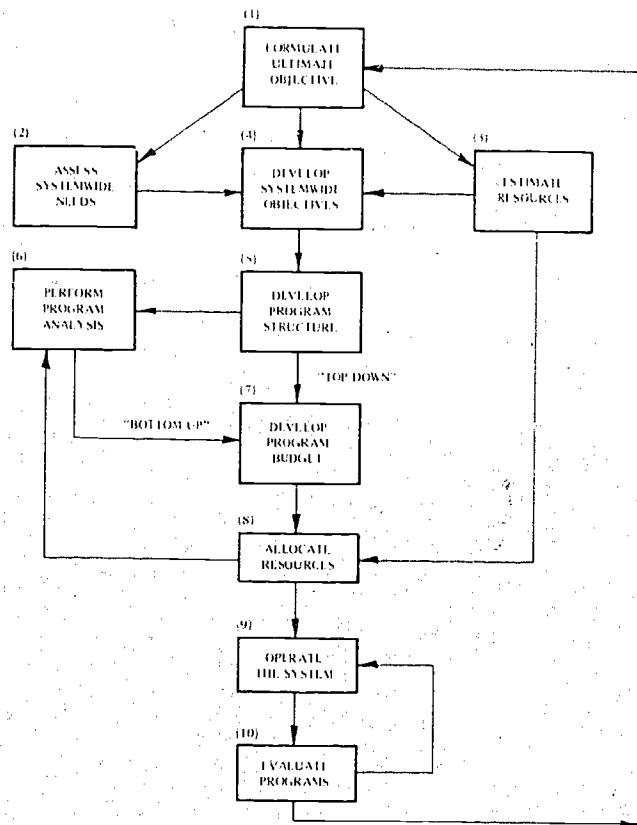 (1)
FORMULATE
ULTIMATE
OBJECTIVE
(2)
ASSESS
SYSTEMWIDE
NEEDS
(4)
DEVELOP
SYSTEMWIDE
OBJECTIVES
(3)
ESTIMATE
RESOURCES
(6)
PERFORM
PROGRAM
ANALYSIS
(5)
DEVELOP
PROGRAM
STRUCTURE
"TOP DOWN"
(7)
"BOTTOM UP"
DEVELOP
PROGRAM
BUDGET
(8)
ALLOCATE
RESOURCES
(9)
OPERATE
THE SYSTEM
(10)
EVALUATE
PROGRAMS